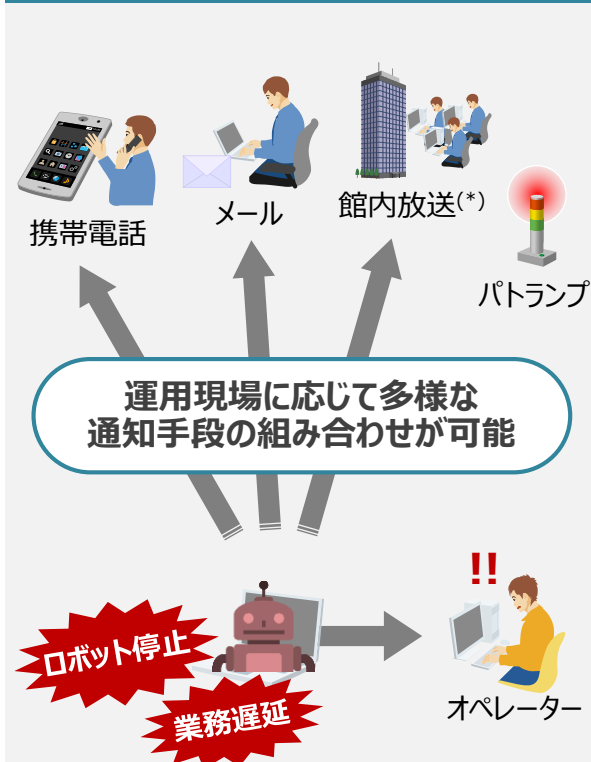 携帯電話
メール
館内放送(*)
パトランプ
運用現場に応じて多様な
通知手段の組み合わせが可能
!!
ロボット停止
業務遅延
オペレーター